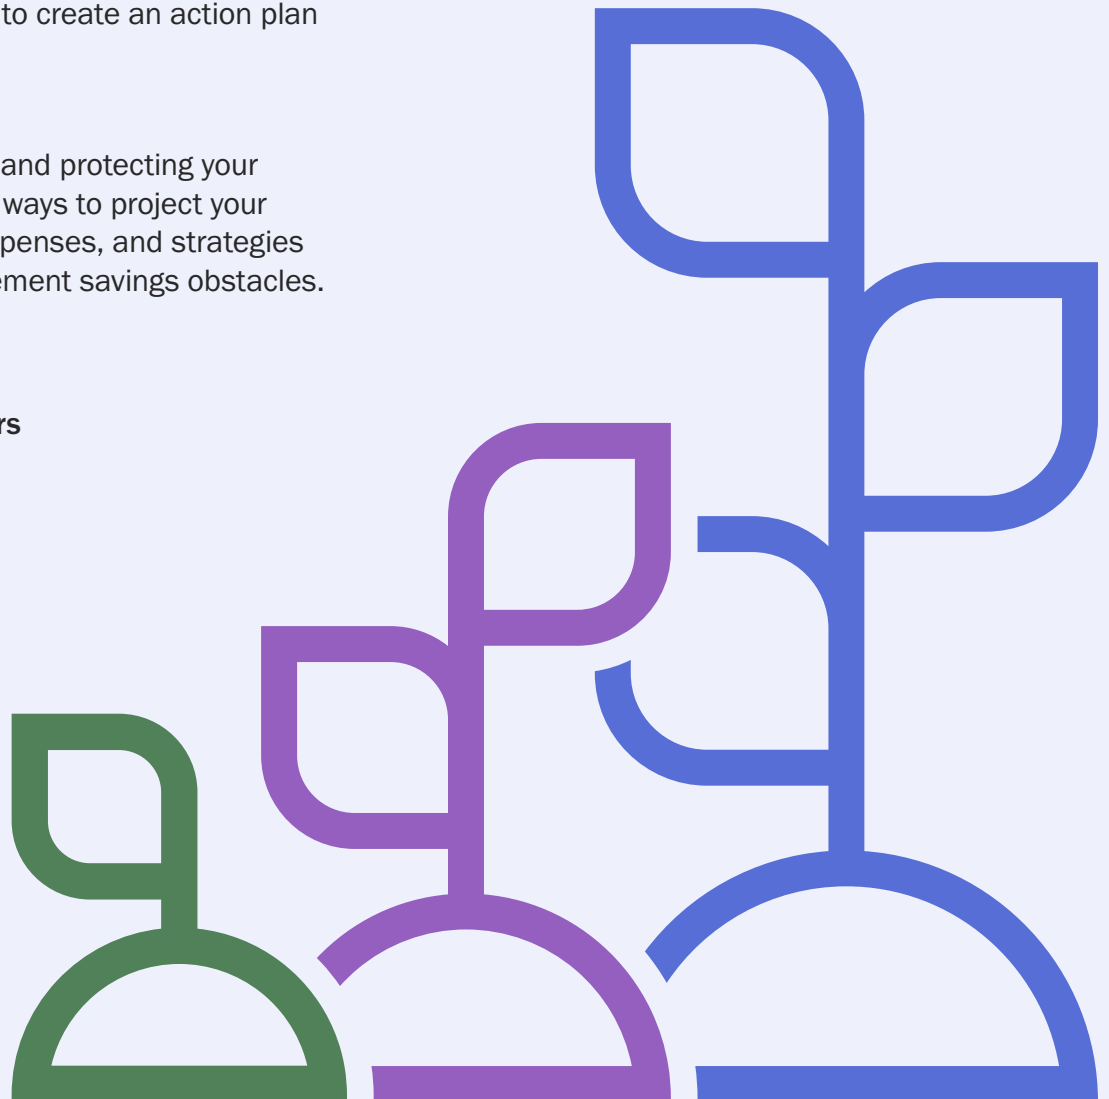 to create an action plan
and protecting your
ways to project your
penses, and strategies
ement savings obstacles.
rs